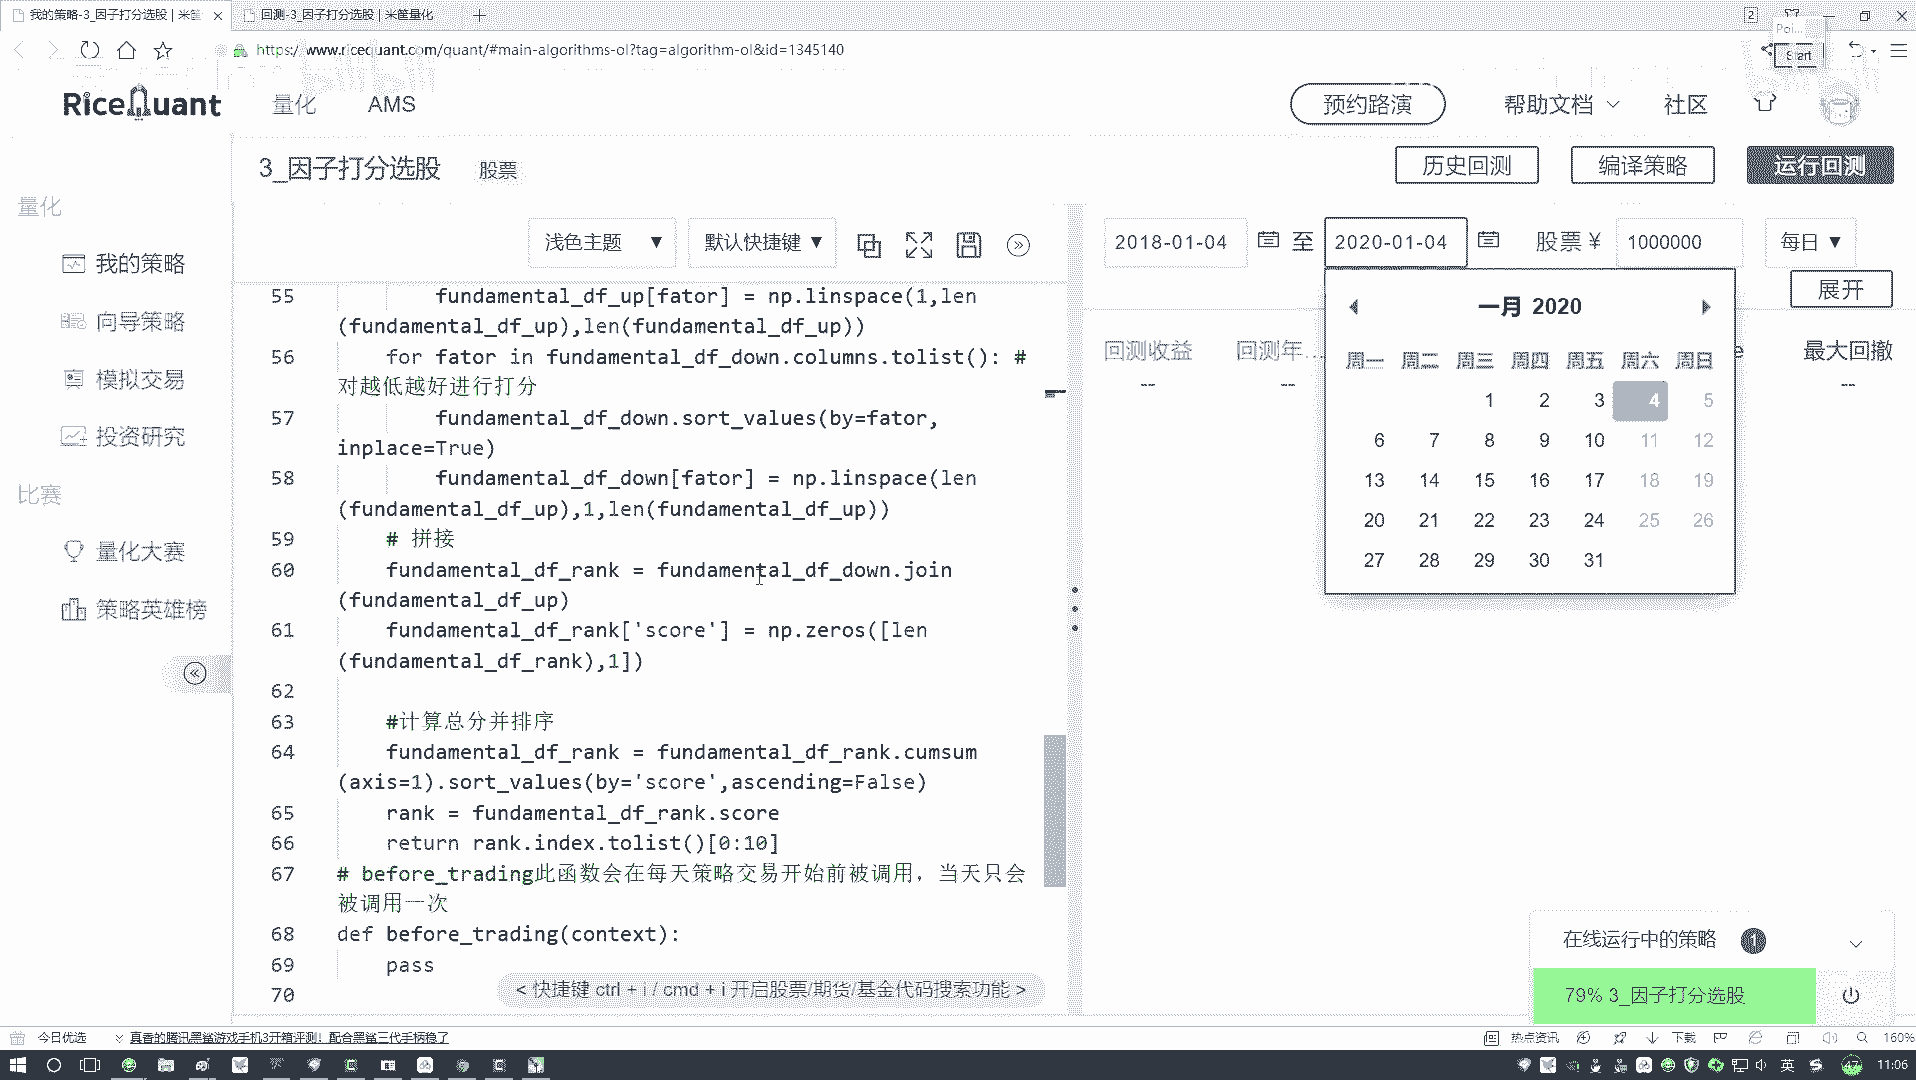 我的策略-3_因子打分选股 | 米筐
回测-3_因子打分选股 | 米筐量化
https://www.ricequant.com/quant/#main-algorithms-ol?tag=algorithm-ol&id=1345140
Start
RiceQuant
量化
AMS
预约路演
帮助文档
社区
3_因子打分选股
股票
历史回测
编译策略
运行回测
量化
我的策略
向导策略
模拟交易
投资研究
比赛
量化大赛
策略英雄榜
浅色主题 ▼
默认快捷键 ▼
2018-01-04
至
2020-01-04
股票 ¥
1000000
每日 ▼
展开
55 fundamental_df_up[fator] = np.linspace(1,len
(fundamental_df_up),len(fundamental_df_up))
56 for fator in fundamental_df_down.columns.tolist(): #
对越低越好进行打分
57 fundamental_df_down.sort_values(by=fator,
inplace=True)
58 fundamental_df_down[fator] = np.linspace(len
(fundamental_df_up),1,len(fundamental_df_up))
59 # 拼接
60 fundamental_df_rank = fundamental_df_down.join
(fundamental_df_up)
61 fundamental_df_rank['score'] = np.zeros([len
(fundamental_df_rank),1])
62
63 #计算总分并排序
64 fundamental_df_rank = fundamental_df_rank.cumsum
(axis=1).sort_values(by='score',ascending=False)
65 rank = fundamental_df_rank.score
66 return rank.index.tolist()[0:10]
67 # before_trading此函数会在每天策略交易开始前被调用，当天只会
被调用一次
68 def before_trading(context):
69 pass
70
< 快捷键 ctrl + i / cmd + i 开启股票/期货/基金代码搜索功能 >
回测收益
回测年...
最大回撤
--
--
--
一月 2020
周一 周二 周三 周四 周五 周六 周日
1 2 3 4 5
6 7 8 9 10 11 12
13 14 15 16 17 18 19
20 21 22 23 24 25 26
27 28 29 30 31
在线运行中的策略 1
79% 3_因子打分选股
今日优选
真香的腾讯黑鲨游戏手机3开箱评测！配合黑鲨三代手柄稳了
热点资讯
下载
160%
英
47
11:06